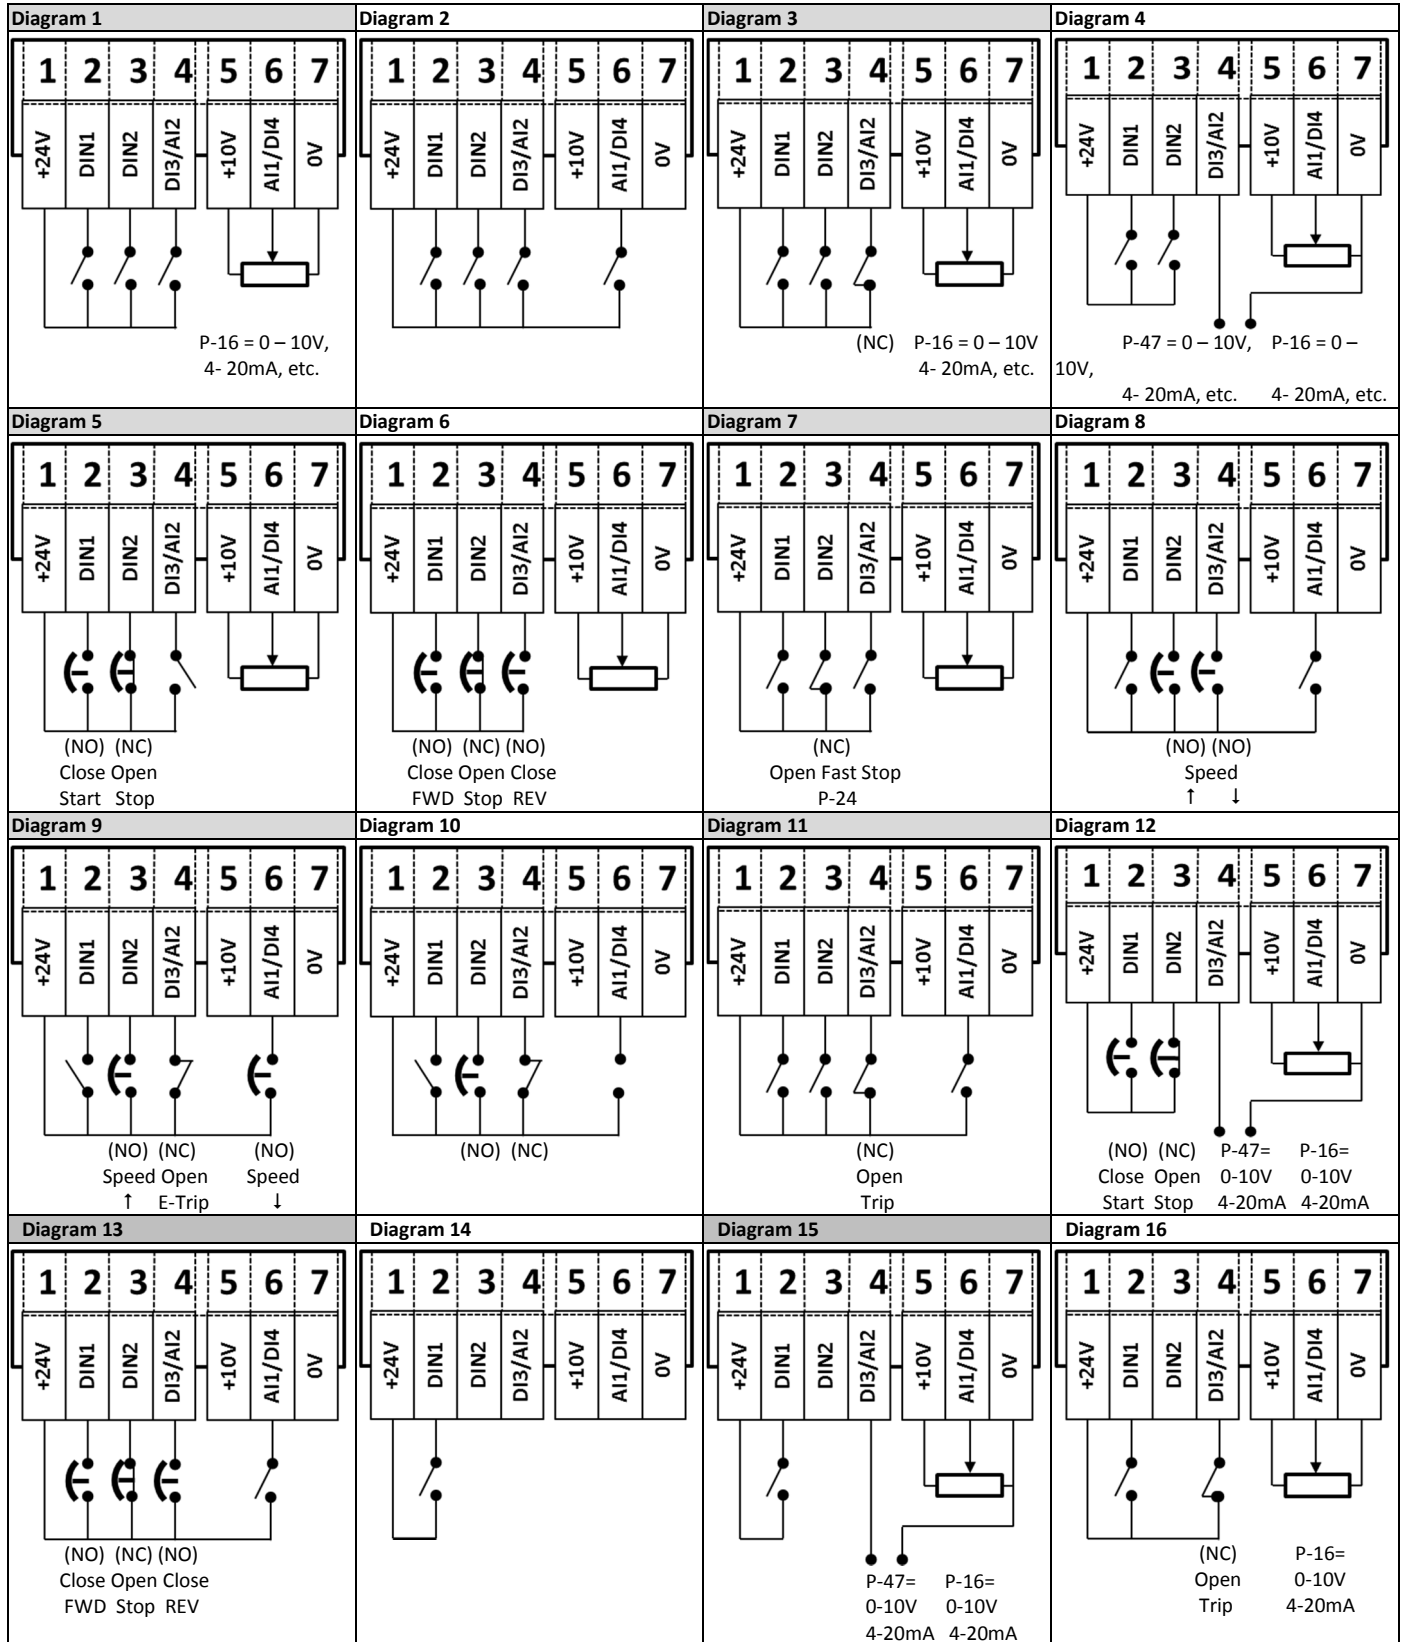 Diagram 1
1 2 3 4 5 6 7
+24V DIN1 DIN2 DI3/AI2 +10V AI1/DI4 0V
P-16 = 0 – 10V,
4- 20mA, etc.
Diagram 2
1 2 3 4 5 6 7
+24V DIN1 DIN2 DI3/AI2 +10V AI1/DI4 0V
Diagram 3
1 2 3 4 5 6 7
+24V DIN1 DIN2 DI3/AI2 +10V AI1/DI4 0V
(NC) P-16 = 0 – 10V
4- 20mA, etc.
Diagram 4
1 2 3 4 5 6 7
+24V DIN1 DIN2 DI3/AI2 +10V AI1/DI4 0V
P-47 = 0 – 10V, P-16 = 0 –
10V,
4- 20mA, etc. 4- 20mA, etc.
Diagram 5
1 2 3 4 5 6 7
+24V DIN1 DIN2 DI3/AI2 +10V AI1/DI4 0V
(NO) (NC)
Close Open
Start Stop
Diagram 6
1 2 3 4 5 6 7
+24V DIN1 DIN2 DI3/AI2 +10V AI1/DI4 0V
(NO) (NC) (NO)
Close Open Close
FWD Stop REV
Diagram 7
1 2 3 4 5 6 7
+24V DIN1 DIN2 DI3/AI2 +10V AI1/DI4 0V
(NC)
Open Fast Stop
P-24
Diagram 8
1 2 3 4 5 6 7
+24V DIN1 DIN2 DI3/AI2 +10V AI1/DI4 0V
(NO) (NO)
Speed
↑ ↓
Diagram 9
1 2 3 4 5 6 7
+24V DIN1 DIN2 DI3/AI2 +10V AI1/DI4 0V
(NO) (NC) (NO)
Speed Open Speed
↑ E-Trip ↓
Diagram 10
1 2 3 4 5 6 7
+24V DIN1 DIN2 DI3/AI2 +10V AI1/DI4 0V
(NO) (NC)
Diagram 11
1 2 3 4 5 6 7
+24V DIN1 DIN2 DI3/AI2 +10V AI1/DI4 0V
(NC)
Open
Trip
Diagram 12
1 2 3 4 5 6 7
+24V DIN1 DIN2 DI3/AI2 +10V AI1/DI4 0V
(NO) (NC) P-47= P-16=
Close Open 0-10V 0-10V
Start Stop 4-20mA 4-20mA
Diagram 13
1 2 3 4 5 6 7
+24V DIN1 DIN2 DI3/AI2 +10V AI1/DI4 0V
(NO) (NC) (NO)
Close Open Close
FWD Stop REV
Diagram 14
1 2 3 4 5 6 7
+24V DIN1 DIN2 DI3/AI2 +10V AI1/DI4 0V
Diagram 15
1 2 3 4 5 6 7
+24V DIN1 DIN2 DI3/AI2 +10V AI1/DI4 0V
P-47= P-16=
0-10V 0-10V
4-20mA 4-20mA
Diagram 16
1 2 3 4 5 6 7
+24V DIN1 DIN2 DI3/AI2 +10V AI1/DI4 0V
(NC) P-16=
Open 0-10V
Trip 4-20mA